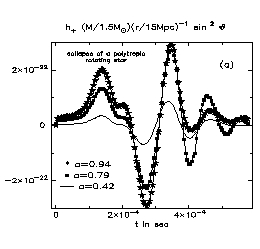 h₊ (M/1.5M⊙)(r/15Mpc)⁻¹ sin² ϑ
collapse of a polytropic
rotating star
(a)
2×10⁻²²
0
−2×10⁻²²
a=0.94
a=0.79
a=0.42
0 2×10⁻⁴ 4×10⁻⁴
t in sec